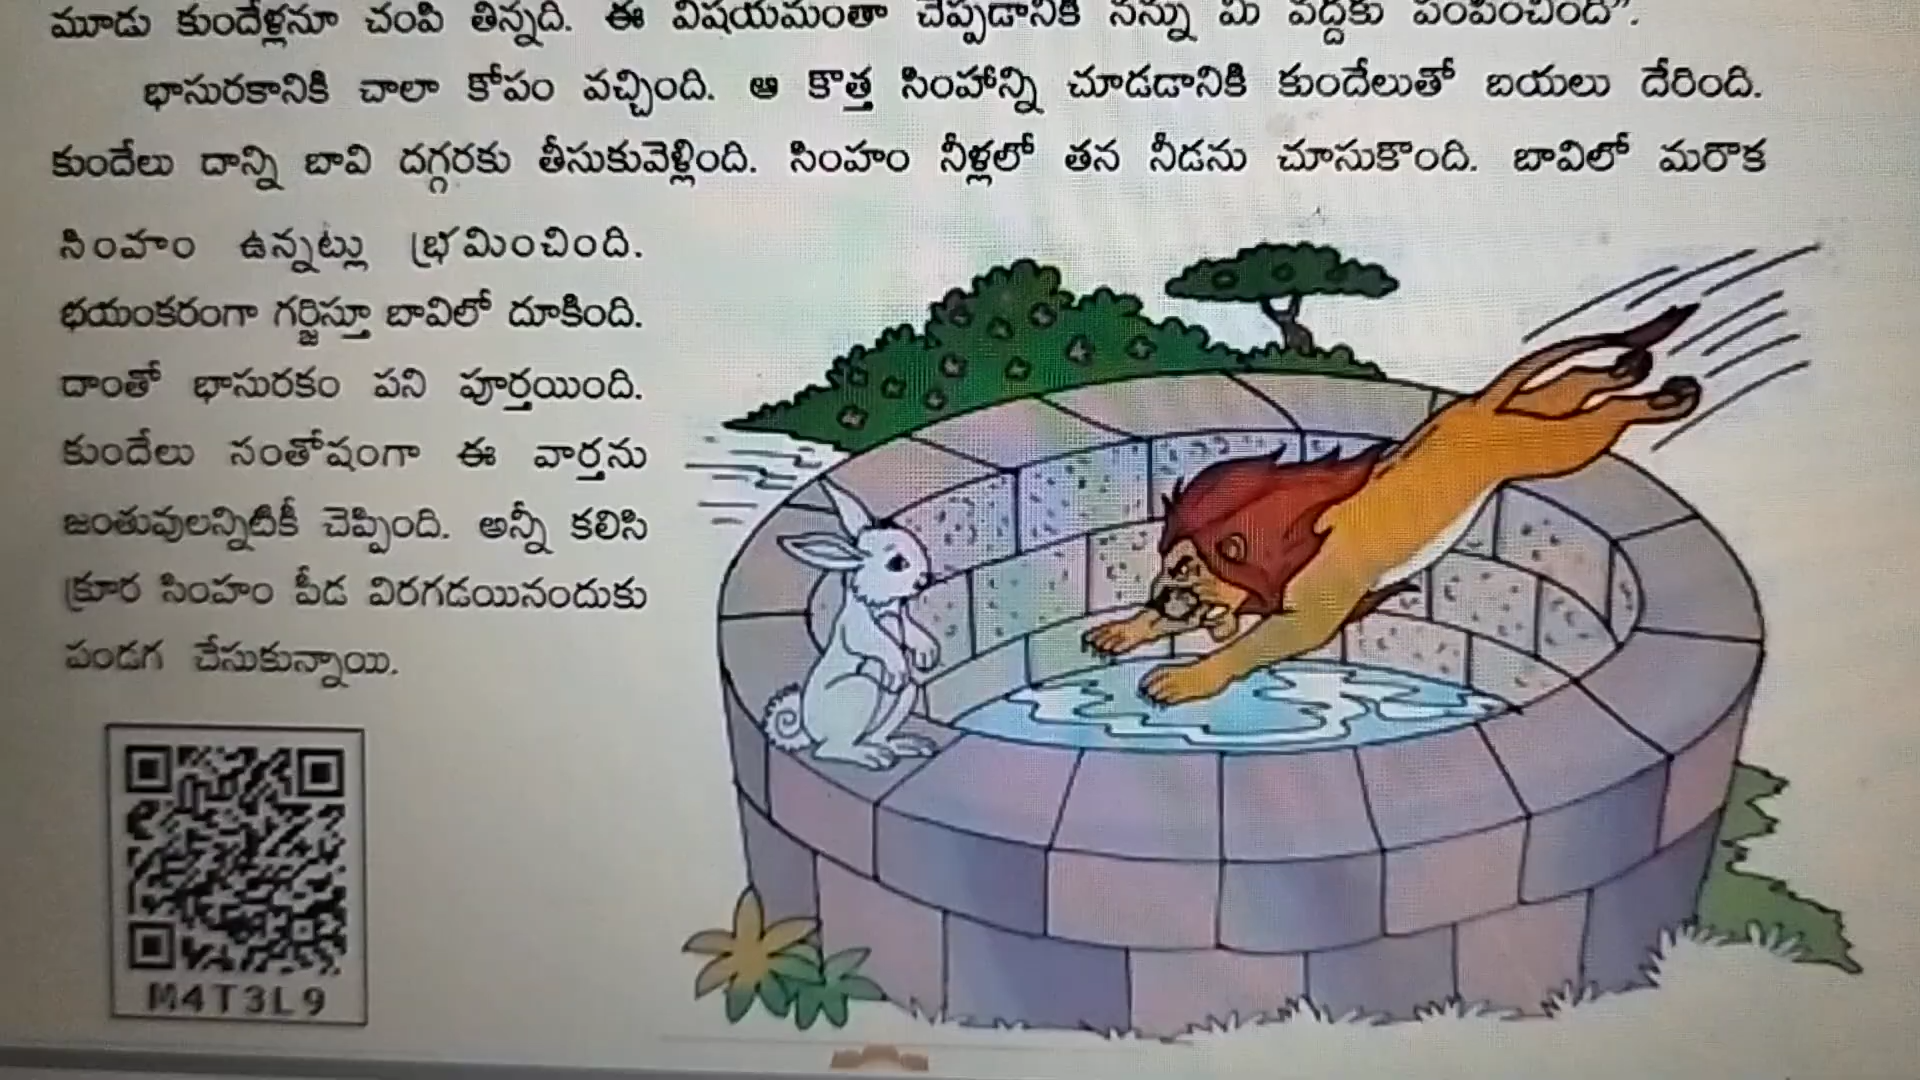 మూడు కుందేళ్లనూ చంపి తిన్నది. ఈ విషయమంతా చెప్పడానికి నన్ను మీ వద్దకు పంపించింది”.
భాసురకానికి చాలా కోపం వచ్చింది. ఆ కొత్త సింహాన్ని చూడడానికి కుందేలుతో బయలు దేరింది.
కుందేలు దాన్ని బావి దగ్గరకు తీసుకువెళ్లింది. సింహం నీళ్లలో తన నీడను చూసుకొంది. బావిలో మరొక
సింహం ఉన్నట్లు భ్రమించింది.
భయంకరంగా గర్జిస్తూ బావిలో దూకింది.
దాంతో భాసురకం పని పూర్తయింది.
కుందేలు సంతోషంగా ఈ వార్తను
జంతువులన్నిటికీ చెప్పింది. అన్నీ కలిసి
క్రూర సింహం పీడ విరగడయినందుకు
పండగ చేసుకున్నాయి.
M4T3L9